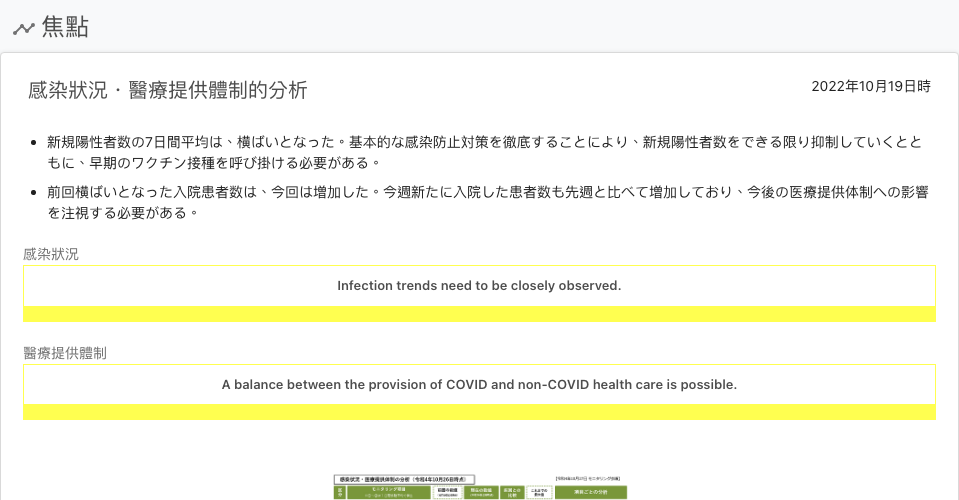 焦點
感染狀況・醫療提供體制的分析
2022年10月19日時
新規陽性者数の7日間平均は、横ばいとなった。基本的な感染防止対策を徹底することにより、新規陽性者数をできる限り抑制していくとと
もに、早期のワクチン接種を呼び掛ける必要がある。
前回横ばいとなった入院患者数は、今回は増加した。今週新たに入院した患者数も先週と比べて増加しており、今後の医療提供体制への影響
を注視する必要がある。
感染狀況
Infection trends need to be closely observed.
醫療提供體制
A balance between the provision of COVID and non-COVID health care is possible.
感染状況・医療提供体制の分析（令和4年10月26日時点）